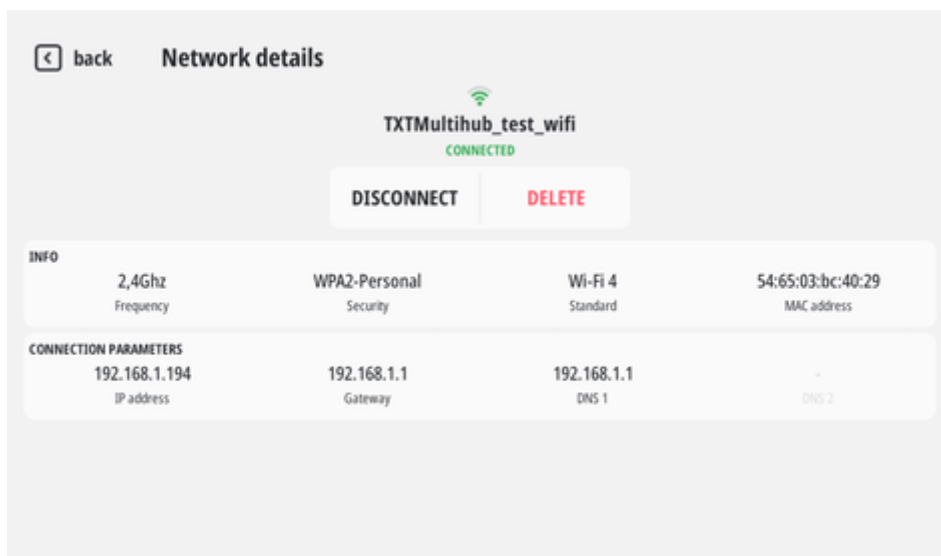 back Network details
TXTMultihub_test_wifi
CONNECTED
DISCONNECT DELETE
INFO
2,4Ghz WPA2-Personal Wi-Fi 4 54:65:03:bc:40:29
Frequency Security Standard MAC address
CONNECTION PARAMETERS
192.168.1.194 192.168.1.1 192.168.1.1 -
IP address Gateway DNS 1 DNS 2